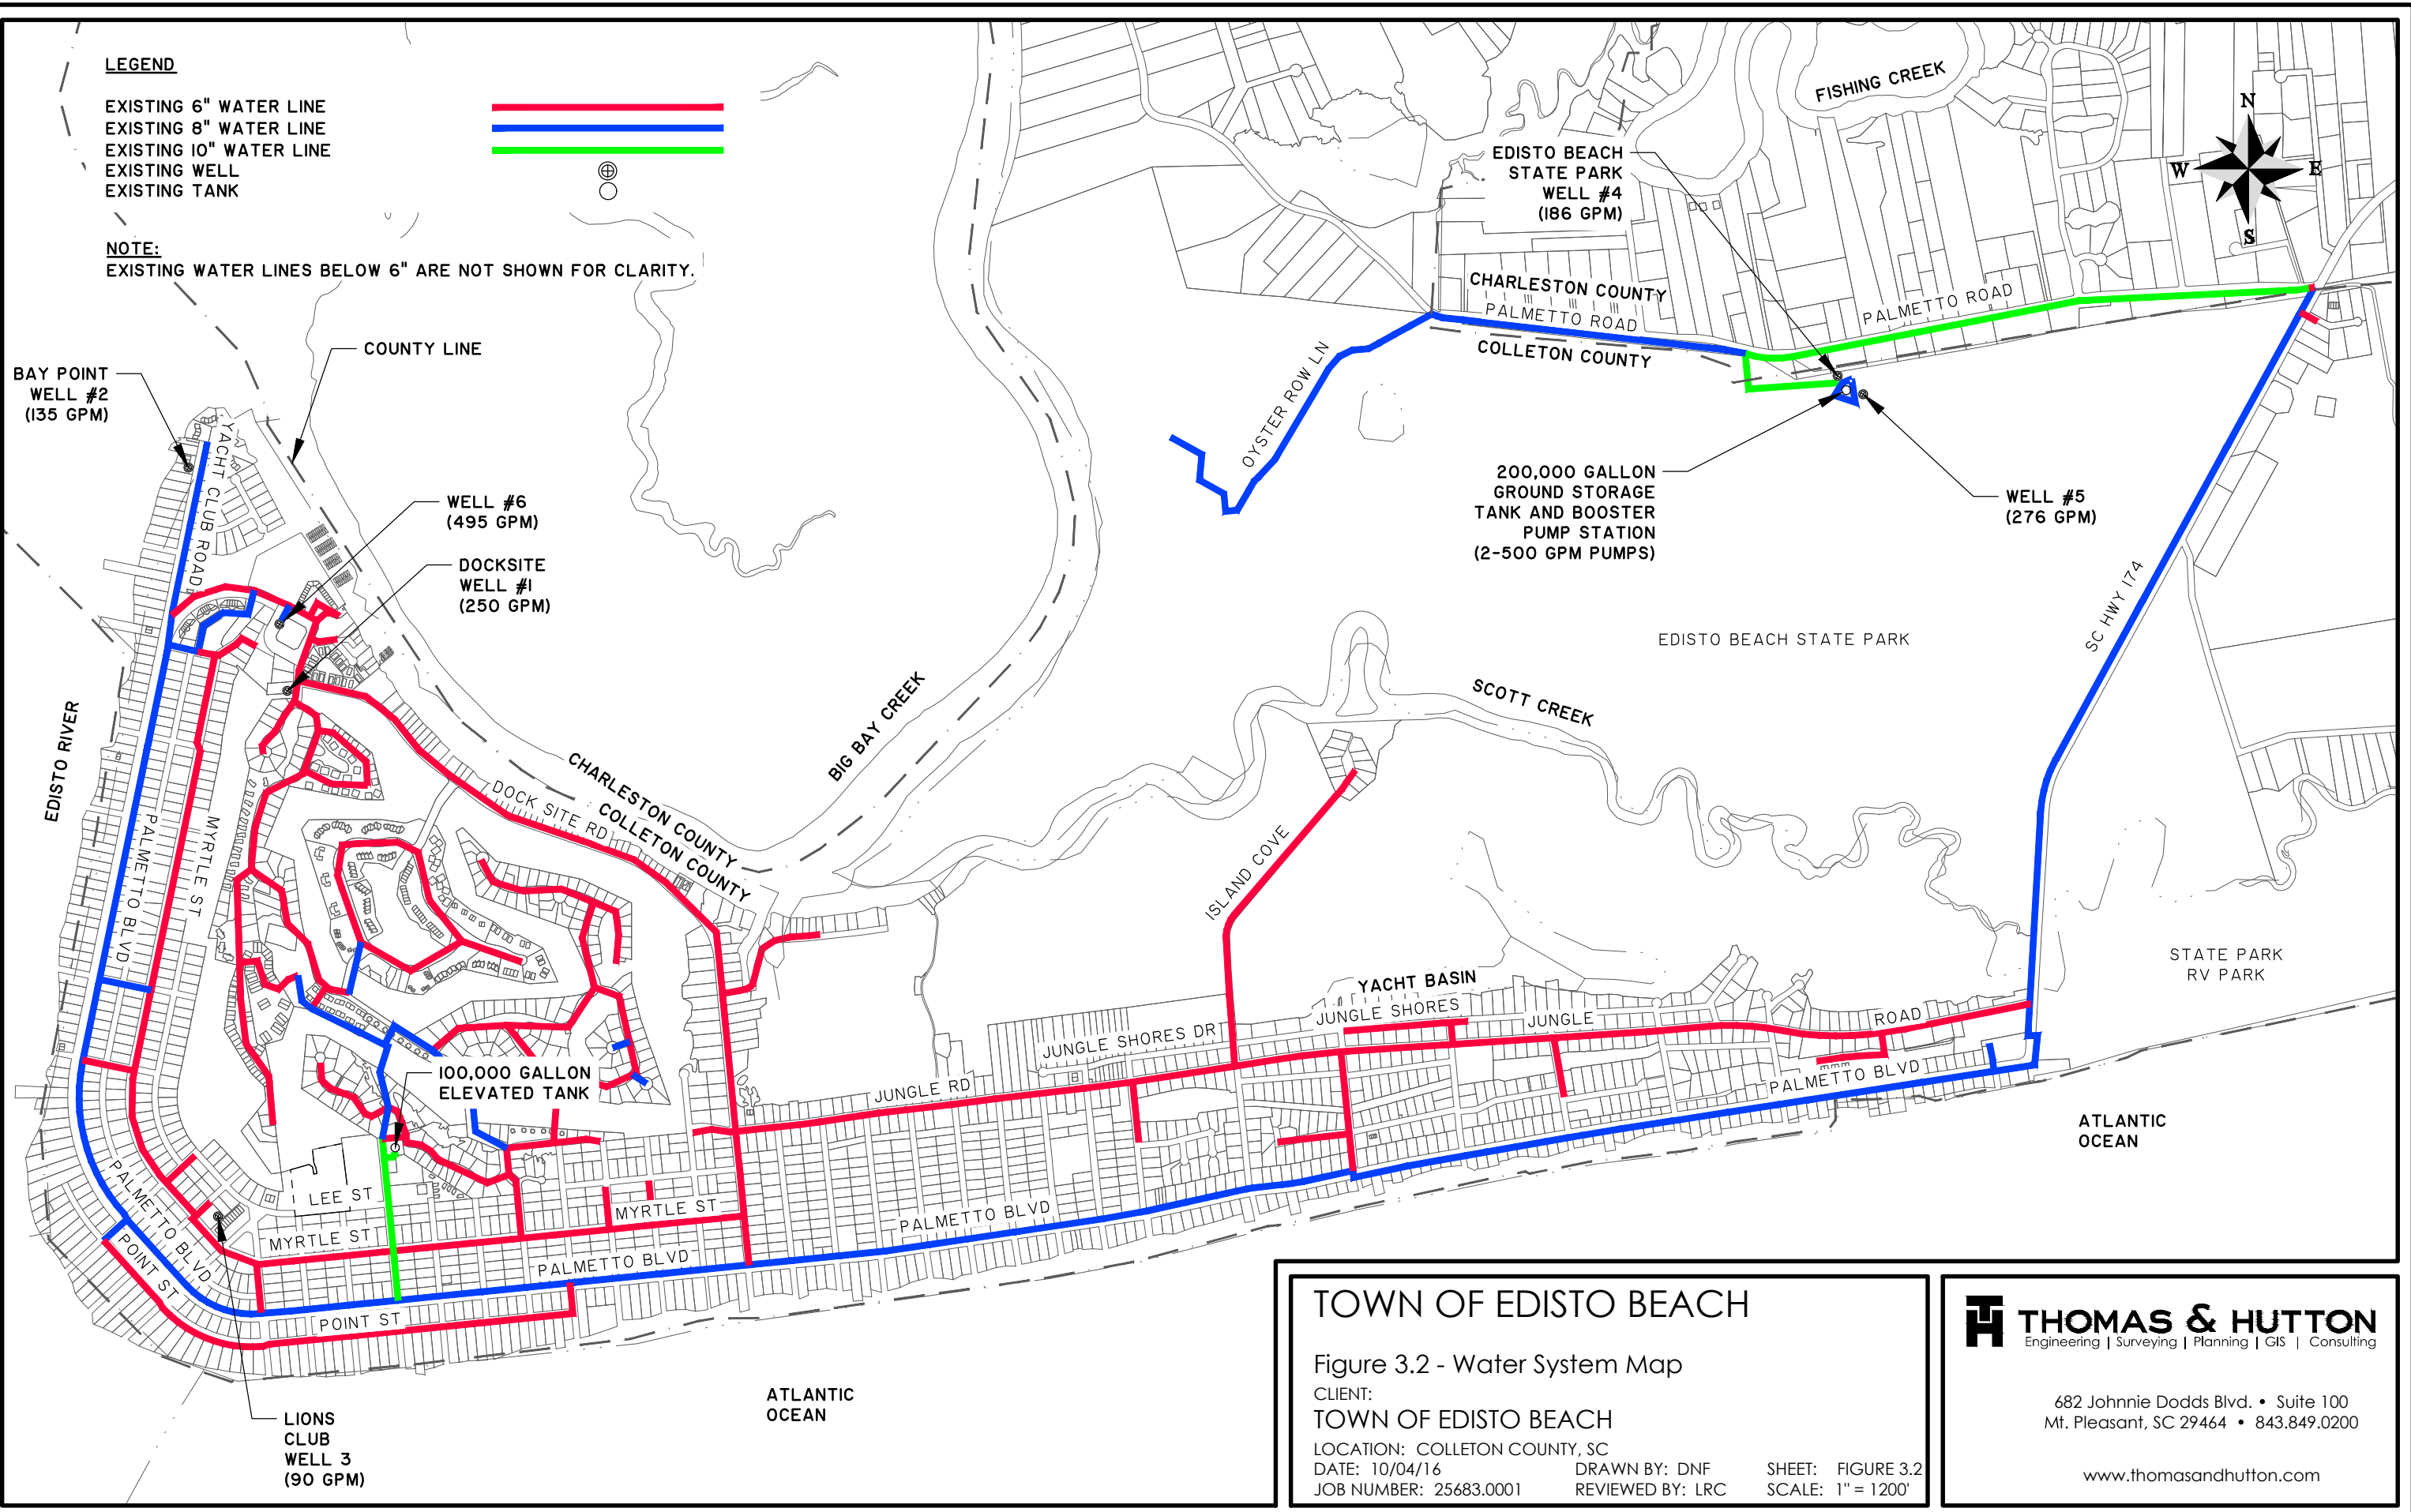 LEGEND
EXISTING 6" WATER LINE
EXISTING 8" WATER LINE
EXISTING 10" WATER LINE
EXISTING WELL
EXISTING TANK
NOTE:
EXISTING WATER LINES BELOW 6" ARE NOT SHOWN FOR CLARITY.
FISHING CREEK
N
W
E
S
EDISTO BEACH
STATE PARK
WELL #4
(186 GPM)
CHARLESTON COUNTY
PALMETTO ROAD
COLLETON COUNTY
PALMETTO ROAD
COUNTY LINE
BAY POINT
WELL #2
(135 GPM)
YACHT CLUB ROAD
OYSTER ROW LN
WELL #6
(495 GPM)
200,000 GALLON
GROUND STORAGE
TANK AND BOOSTER
PUMP STATION
(2-500 GPM PUMPS)
WELL #5
(276 GPM)
DOCKSITE
WELL #1
(250 GPM)
SC HWY 174
EDISTO BEACH STATE PARK
SCOTT CREEK
BIG BAY CREEK
EDISTO RIVER
CHARLESTON COUNTY
COLLETON COUNTY
DOCK SITE RD
PALMETTO BLVD
MYRTLE ST
ISLAND COVE
STATE PARK
RV PARK
YACHT BASIN
JUNGLE SHORES
JUNGLE
ROAD
JUNGLE SHORES DR
JUNGLE RD
PALMETTO BLVD
100,000 GALLON
ELEVATED TANK
ATLANTIC
OCEAN
LEE ST
MYRTLE ST
MYRTLE ST
PALMETTO BLVD
PALMETTO BLVD
PALMETTO BLVD
POINT ST
POINT ST
LIONS
CLUB
WELL 3
(90 GPM)
ATLANTIC
OCEAN
TOWN OF EDISTO BEACH
Figure 3.2 - Water System Map
CLIENT:
TOWN OF EDISTO BEACH
LOCATION: COLLETON COUNTY, SC
DATE: 10/04/16 DRAWN BY: DNF SHEET: FIGURE 3.2
JOB NUMBER: 25683.0001 REVIEWED BY: LRC SCALE: 1" = 1200'
TH
THOMAS & HUTTON
Engineering | Surveying | Planning | GIS | Consulting
682 Johnnie Dodds Blvd. • Suite 100
Mt. Pleasant, SC 29464 • 843.849.0200
www.thomasandhutton.com